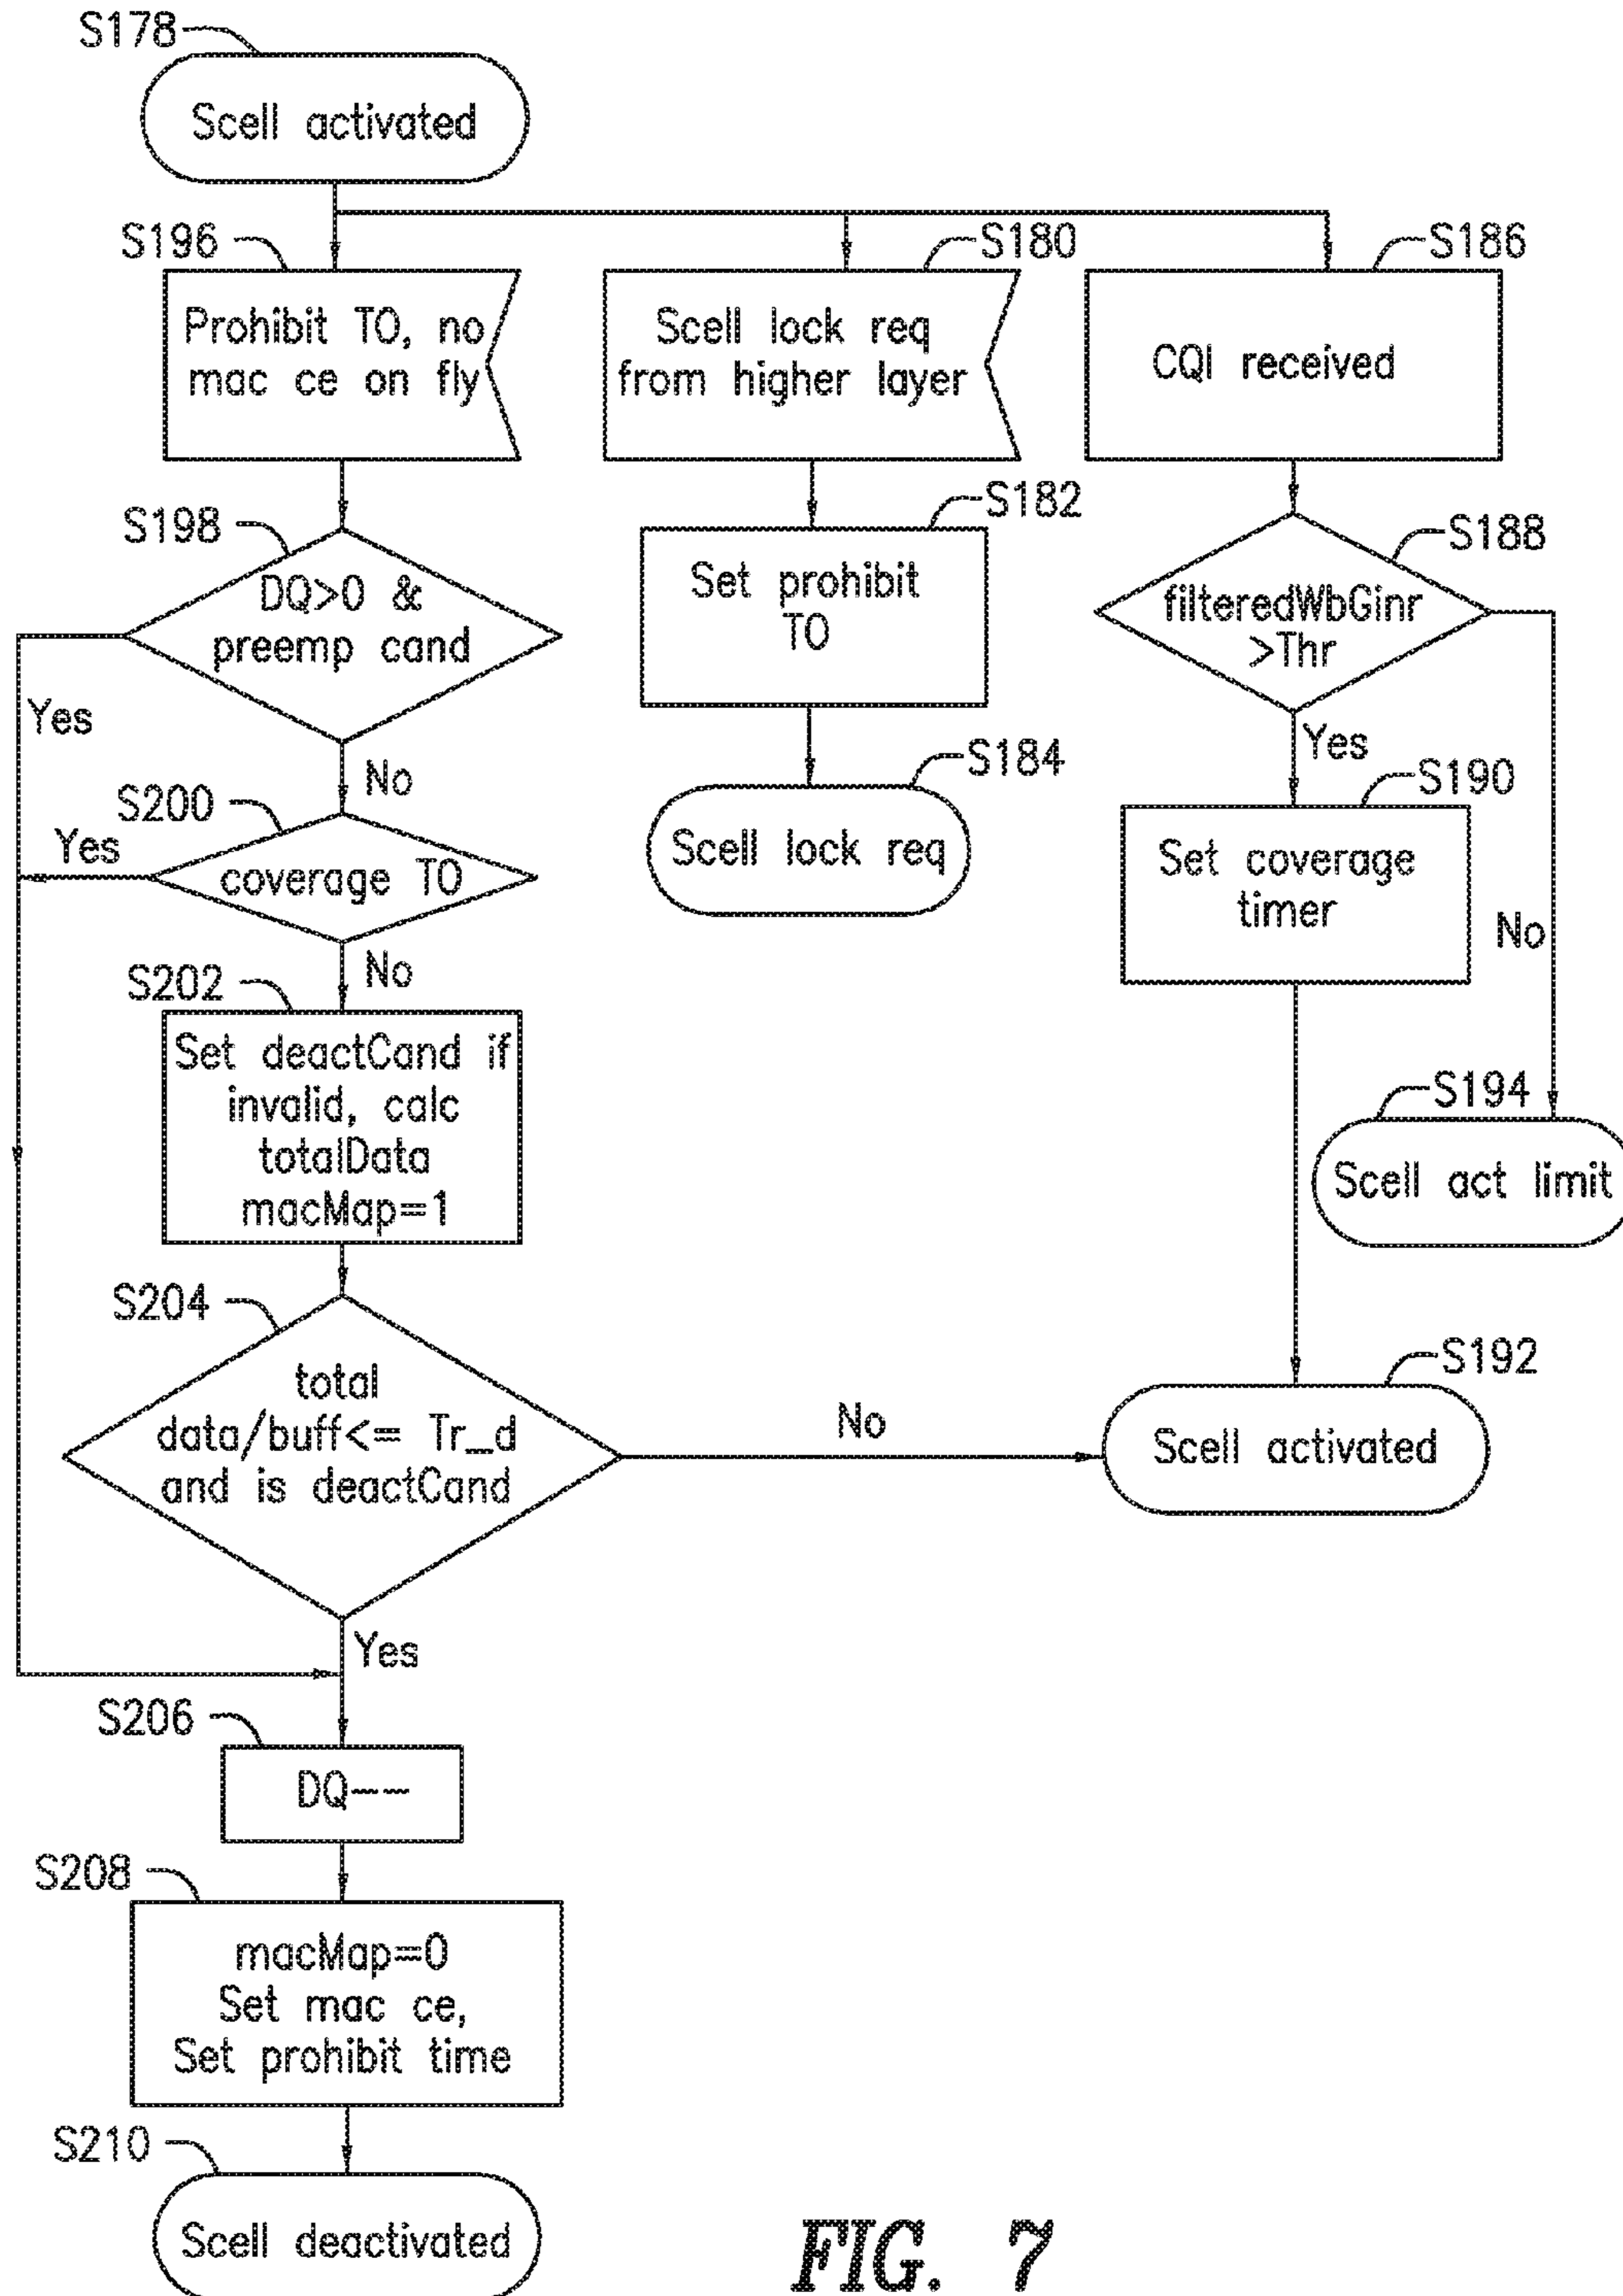 S178
Scell activated
S196
Prohibit TO, no
mac ce on fly
S180
Scell lock req
from higher layer
S186
CQI received
S198
DQ>0 &
preemp cand
Yes
No
S182
Set prohibit
TO
S188
filteredWbGinr
>Thr
Yes
No
S184
Scell lock req
S190
Set coverage
timer
S200
coverage TO
Yes
No
S202
Set deactCand if
invalid, calc
totalData
macMap=1
S194
Scell act limit
S204
total
data/buff<= Tr_d
and is deactCand
No
Yes
S192
Scell activated
S206
DQ--
S208
macMap=0
Set mac ce,
Set prohibit time
S210
Scell deactivated
FIG. 7